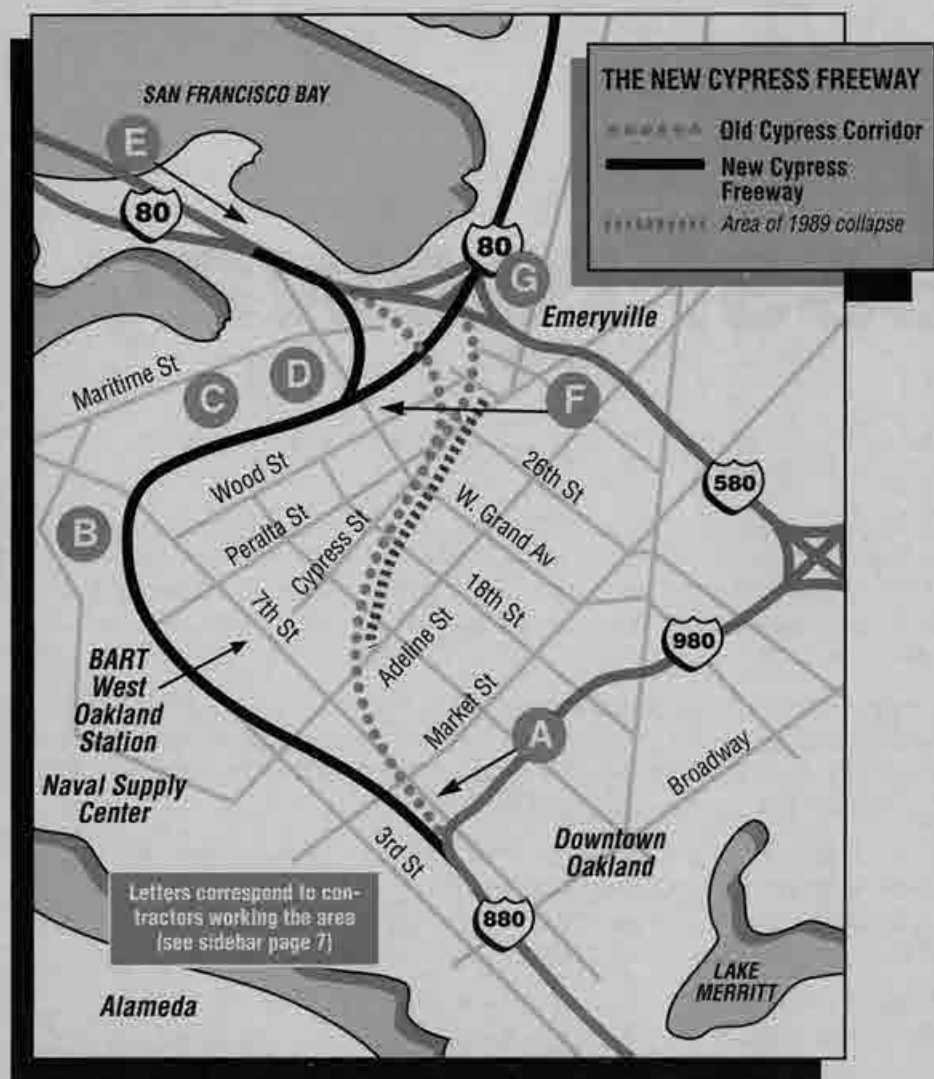 THE NEW CYPRESS FREEWAY
Old Cypress Corridor
New Cypress
Freeway
Area of 1989 collapse
SAN FRANCISCO BAY
E
80
80
G
Emeryville
Maritime St
C
D
F
Wood St
26th St
580
B
Peralta St
Cypress St
W. Grand Av
7th St
18th St
980
BART
West
Oakland
Station
Adeline St
Market St
A
Broadway
Naval Supply
Center
3rd St
Downtown
Oakland
Letters correspond to con-
tractors working the area
(see sidebar page 7)
880
LAKE
MERRITT
Alameda